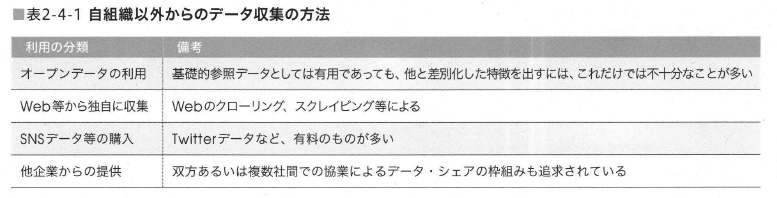 ■表2-4-1 自組織以外からのデータ収集の方法
利用の分類 備考
オープンデータの利用 基礎的参照データとしては有用であっても、他と差別化した特徴を出すには、これだけでは不十分なことが多い
Web等から独自に収集 Webのクローリング、スクレイピング等による
SNSデータ等の購入 Twitterデータなど、有料のものが多い
他企業からの提供 双方あるいは複数社間での協業によるデータ・シェアの枠組みも追求されている